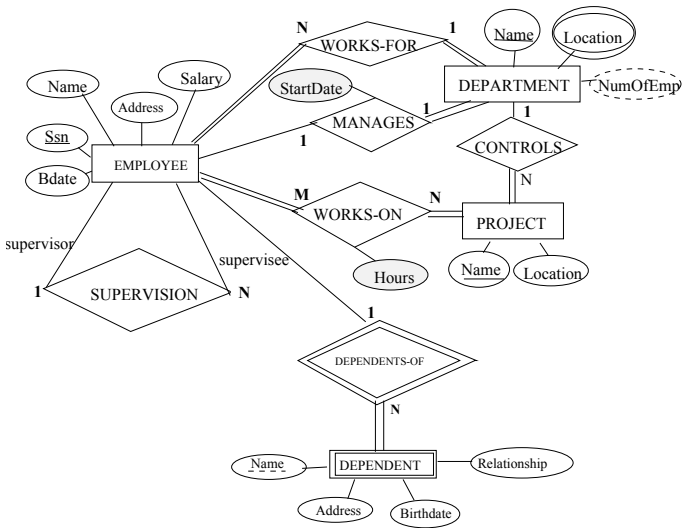 N
1
WORKS-FOR
Name
Location
Name
Salary
StartDate
DEPARTMENT
NumOfEmp
Address
1
MANAGES
1
1
Ssn
CONTROLS
EMPLOYEE
Bdate
N
M
N
WORKS-ON
PROJECT
supervisor
supervisee
Name
Location
Hours
1
SUPERVISION
N
1
DEPENDENTS-OF
N
Name
DEPENDENT
Relationship
Address
Birthdate